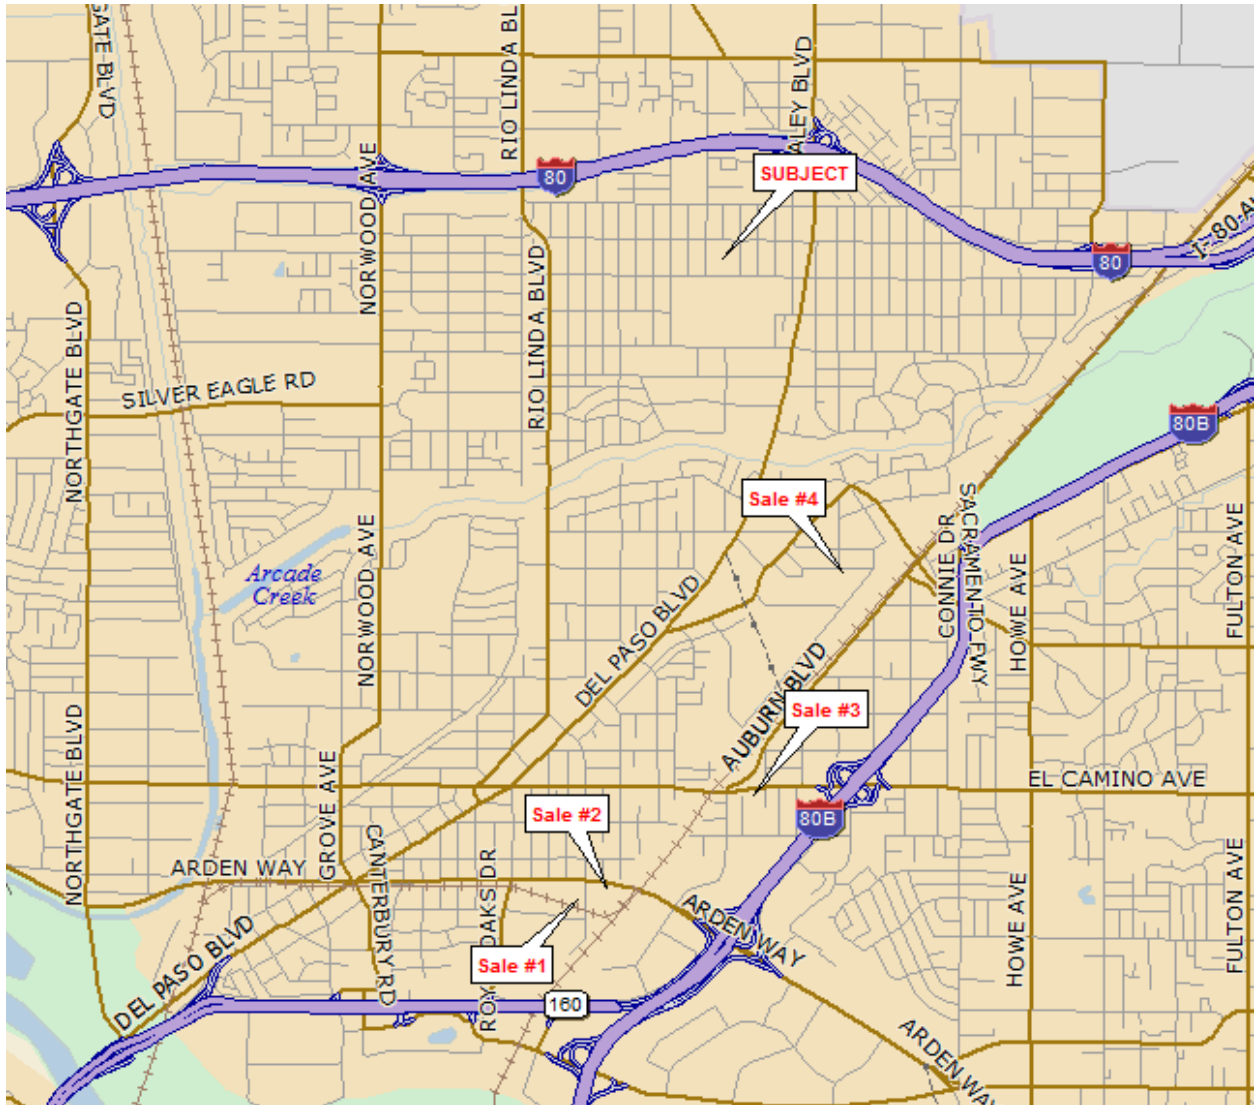 GATE BLVD
RIO LINDA BL
ALEY BLVD
NORWOOD AVE
80
SUBJECT
I-80 A
80
RIO LINDA BLVD
NORTHGATE BLVD
SILVER EAGLE RD
80B
Sale #4
SACRAMENTO FWY
CONNIE DR
HOWE AVE
FULTON AVE
NORWOOD AVE
Arcade
Creek
DEL PASO BLVD
AUBURN BLVD
Sale #3
NORTHGATE BLVD
GROVE AVE
EL CAMINO AVE
Sale #2
80B
CANTERBURY RD
ARDEN WAY
ROY OAKS DR
ARDEN WAY
HOWE AVE
FULTON AVE
DEL PASO BLVD
Sale #1
160
ARDEN WAY